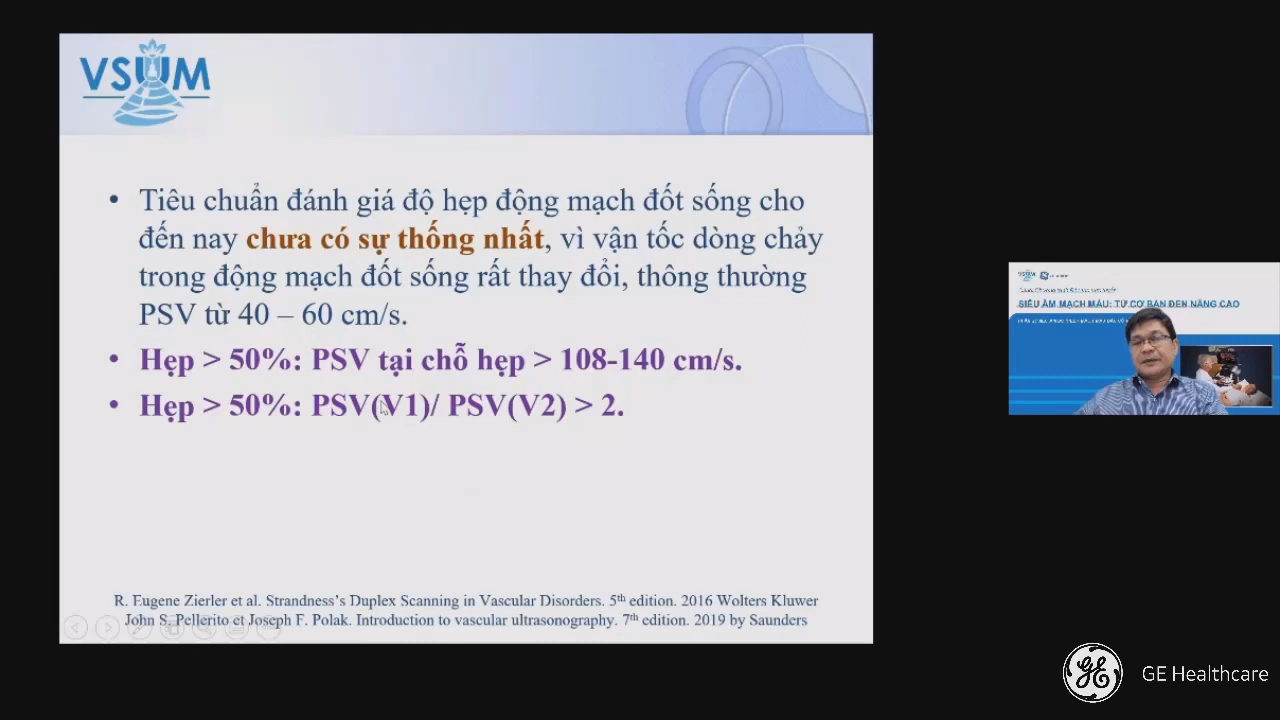 VSUM
• Tiêu chuẩn đánh giá độ hẹp động mạch đốt sống cho
đến nay chưa có sự thống nhất, vì vận tốc dòng chảy
trong động mạch đốt sống rất thay đổi, thông thường
PSV từ 40 – 60 cm/s.
• Hẹp > 50%: PSV tại chỗ hẹp > 108-140 cm/s.
• Hẹp > 50%: PSV(V1)/ PSV(V2) > 2.
R. Eugene Zierler et al. Strandness’s Duplex Scanning in Vascular Disorders. 5th edition. 2016 Wolters Kluwer
John S. Pellerito et Joseph F. Polak. Introduction to vascular ultrasonography. 7th edition. 2019 by Saunders
VSUM
SIÊU ÂM MẠCH MÁU: TỪ CƠ BẢN ĐẾN NÂNG CAO
GE Healthcare